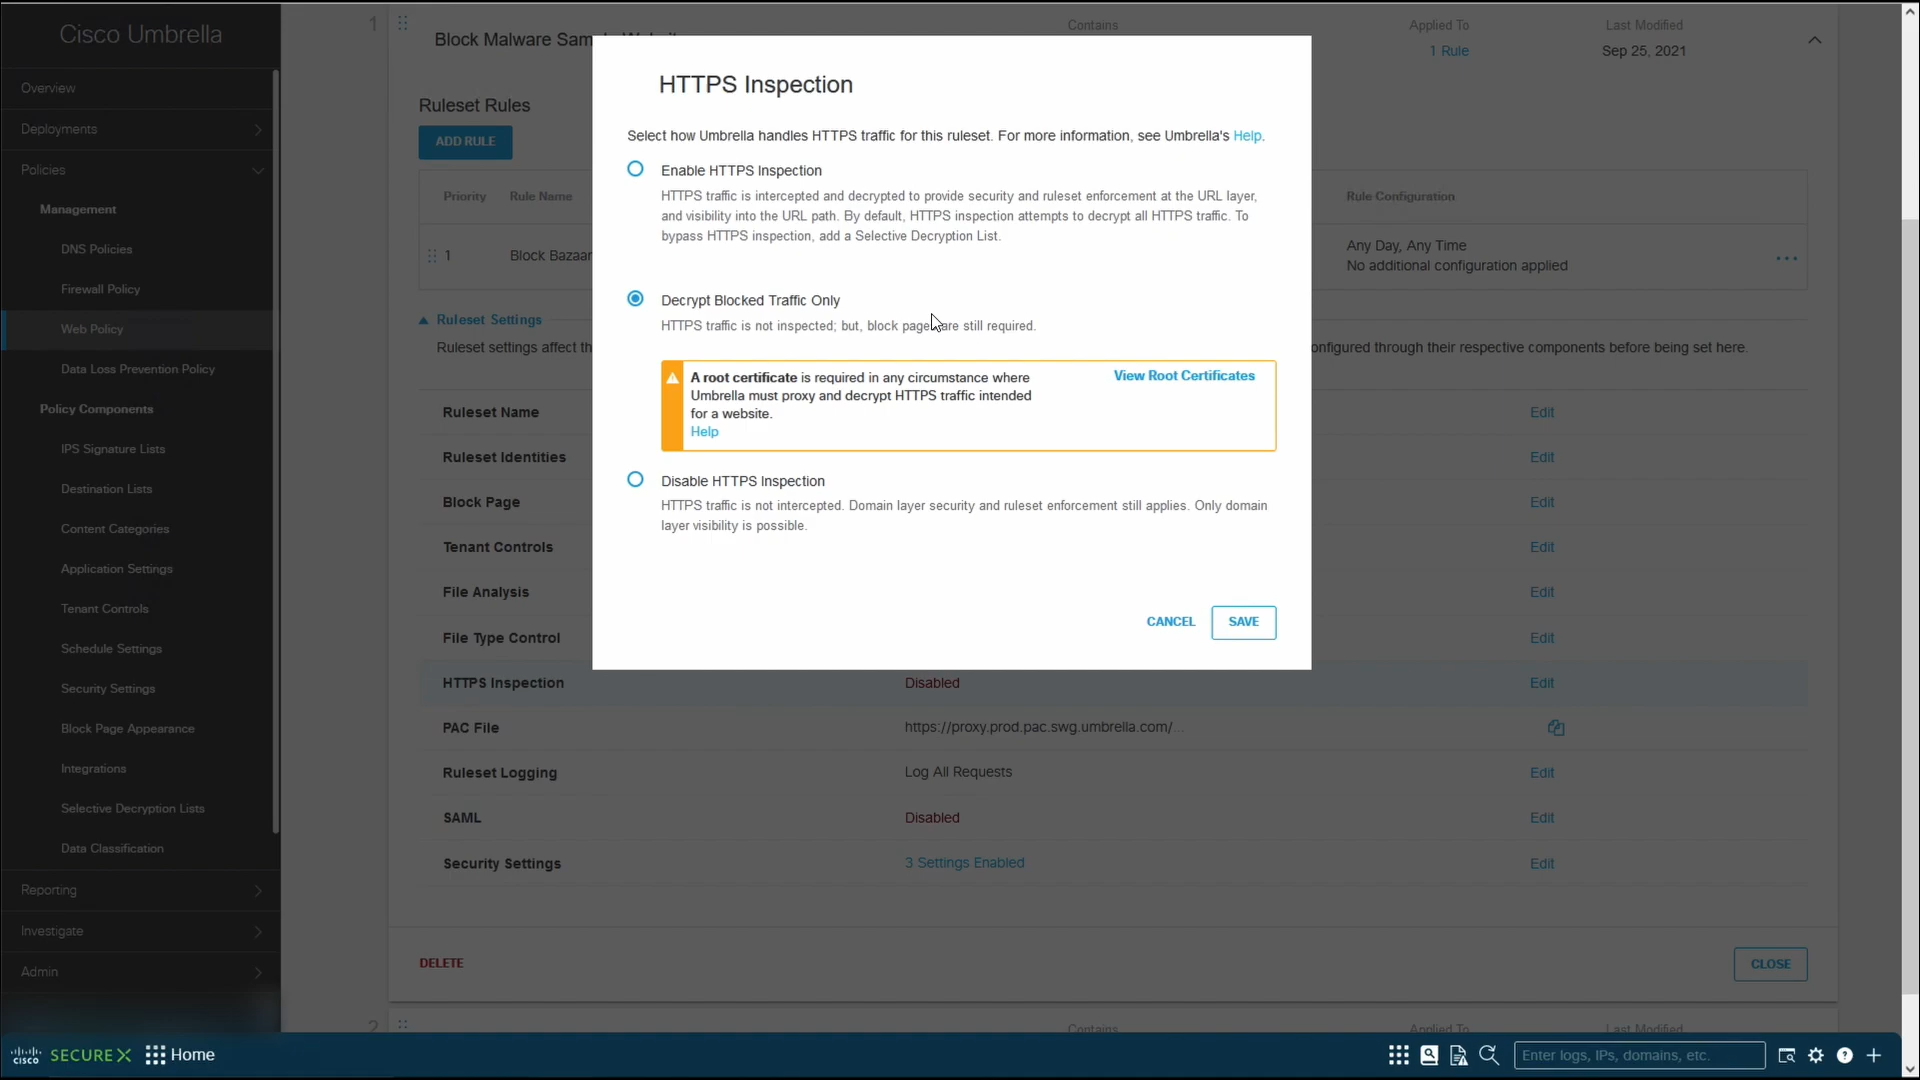 Cisco Umbrella
Overview
Deployments
Policies
Management
DNS Policies
Firewall Policy
Web Policy
Data Loss Prevention Policy
Policy Components
IPS Signature Lists
Destination Lists
Content Categories
Application Settings
Tenant Controls
Schedule Settings
Security Settings
Block Page Appearance
Integrations
Selective Decryption Lists
Data Classification
Reporting
Investigate
Admin
1
Block Malware
Contains
Applied To
1 Rule
Last Modified
Sep 25, 2021
Ruleset Rules
ADD RULE
Priority
Rule Name
Rule Configuration
1
Block Bazaar
Any Day, Any Time
No additional configuration applied
Ruleset Settings
Ruleset settings affect th
onfigured through their respective components before being set here.
Ruleset Name
Edit
Ruleset Identities
Edit
Block Page
Edit
Tenant Controls
Edit
File Analysis
Edit
File Type Control
Edit
HTTPS Inspection
Disabled
Edit
PAC File
https://proxy.prod.pac.swg.umbrella.com/...
Ruleset Logging
Log All Requests
Edit
SAML
Disabled
Edit
Security Settings
3 Settings Enabled
Edit
DELETE
CLOSE
2
Contains
Applied To
Last Modified
HTTPS Inspection
Select how Umbrella handles HTTPS traffic for this ruleset. For more information, see Umbrella's Help.
Enable HTTPS Inspection
HTTPS traffic is intercepted and decrypted to provide security and ruleset enforcement at the URL layer,
and visibility into the URL path. By default, HTTPS inspection attempts to decrypt all HTTPS traffic. To
bypass HTTPS inspection, add a Selective Decryption List.
Decrypt Blocked Traffic Only
HTTPS traffic is not inspected; but, block pages are still required.
A root certificate is required in any circumstance where
Umbrella must proxy and decrypt HTTPS traffic intended
for a website.
Help
View Root Certificates
Disable HTTPS Inspection
HTTPS traffic is not intercepted. Domain layer security and ruleset enforcement still applies. Only domain
layer visibility is possible.
CANCEL
SAVE
cisco SECUREX
Home
Enter logs, IPs, domains, etc.